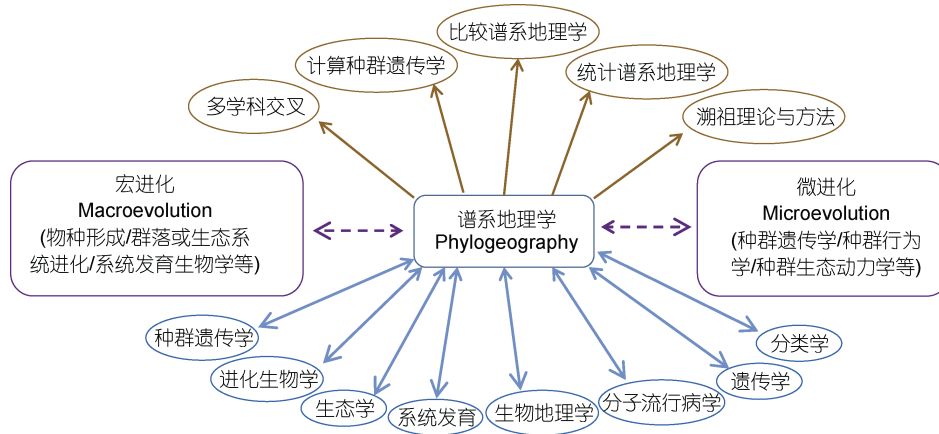 比较谱系地理学
计算种群遗传学
统计谱系地理学
多学科交叉
溯祖理论与方法
宏进化
Macroevolution
(物种形成/群落或生态系
统进化/系统发育生物学等)
谱系地理学
Phylogeography
微进化
Microevolution
(种群遗传学/种群行为
学/种群生态动力学等)
种群遗传学
进化生物学
生态学
系统发育
生物地理学
分子流行病学
遗传学
分类学